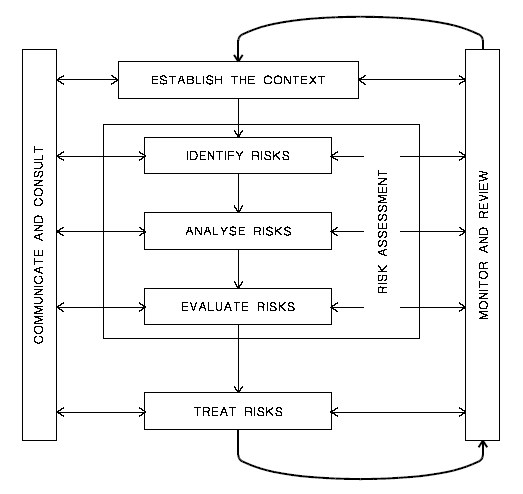 ESTABLISH THE CONTEXT
COMMUNICATE AND CONSULT
IDENTIFY RISKS
ANALYSE RISKS
EVALUATE RISKS
RISK ASSESSMENT
MONITOR AND REVIEW
TREAT RISKS